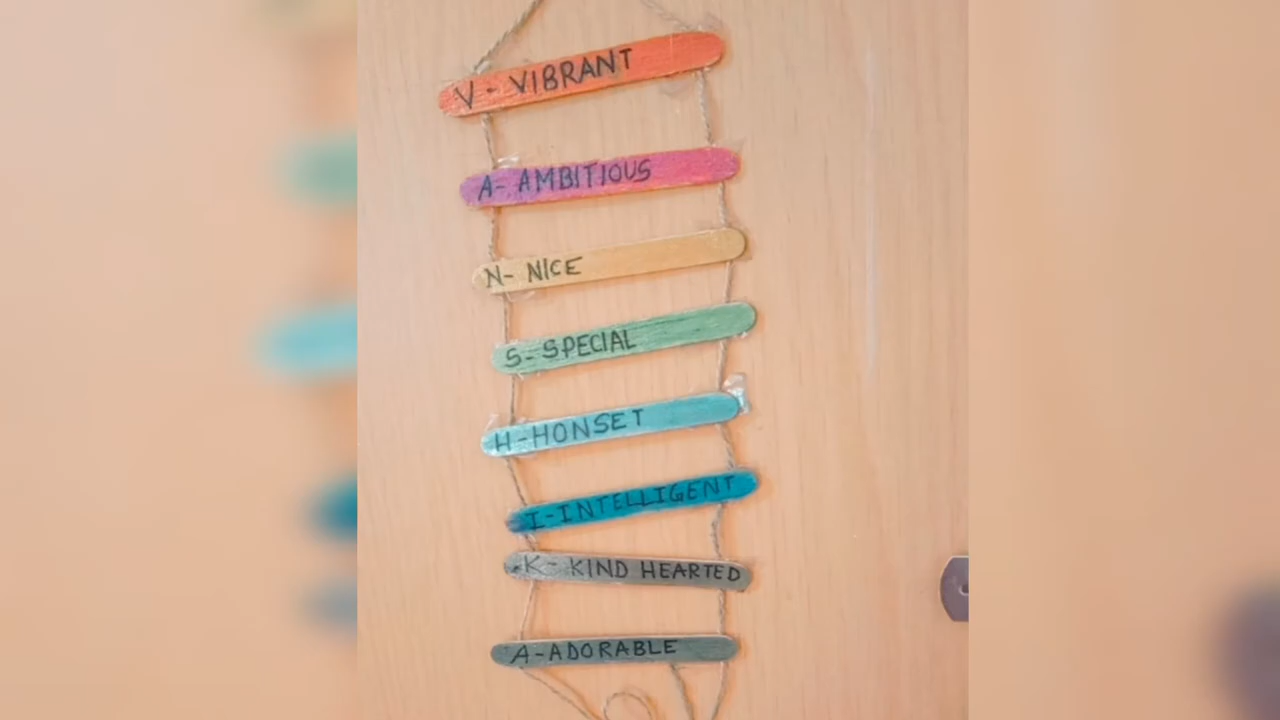 V - VIBRANT
A- AMBITIOUS
N- NICE
S- SPECIAL
H-HONSET
I-INTELLIGENT
K- KIND HEARTED
A-ADORABLE